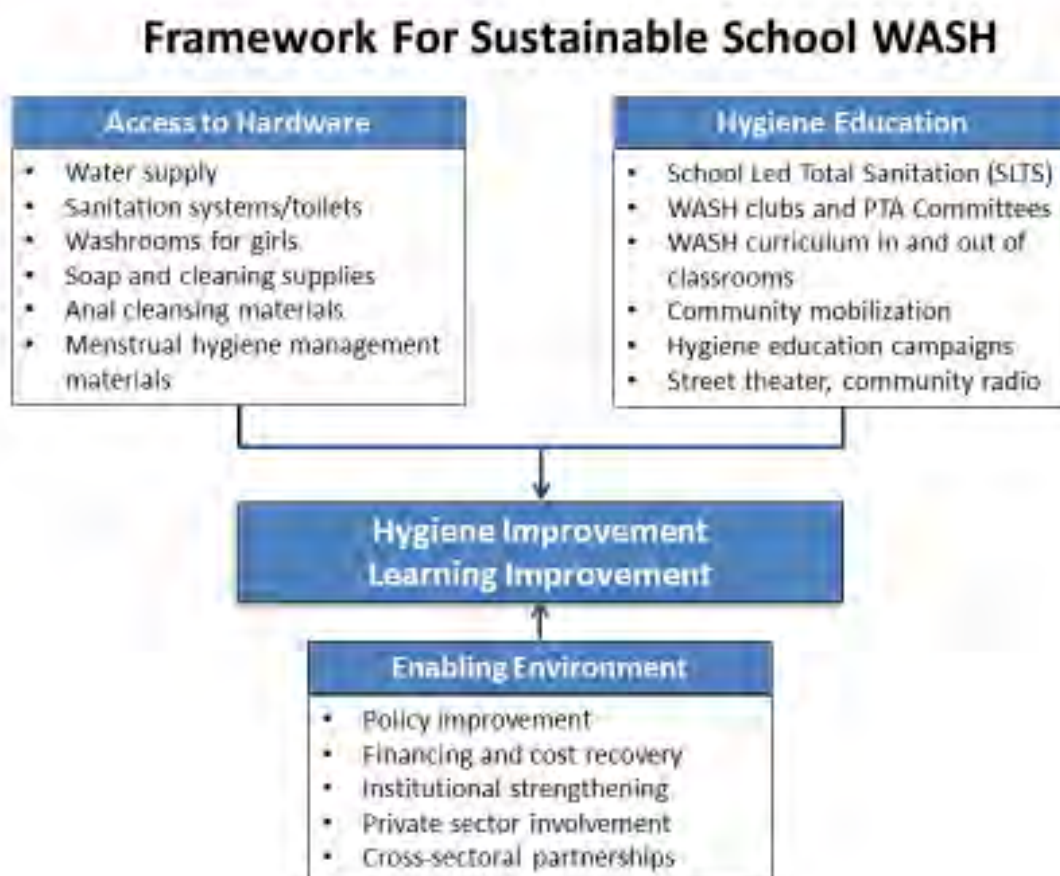 Framework For Sustainable School WASH
Access to Hardware
• Water supply
• Sanitation systems/toilets
• Washrooms for girls
• Soap and cleaning supplies
• Anal cleansing materials
• Menstrual hygiene management
materials
Hygiene Education
• School Led Total Sanitation (SLTS)
• WASH clubs and PTA Committees
• WASH curriculum in and out of
classrooms
• Community mobilization
• Hygiene education campaigns
• Street theater, community radio
Hygiene Improvement
Learning Improvement
Enabling Environment
• Policy improvement
• Financing and cost recovery
• Institutional strengthening
• Private sector involvement
• Cross-sectoral partnerships